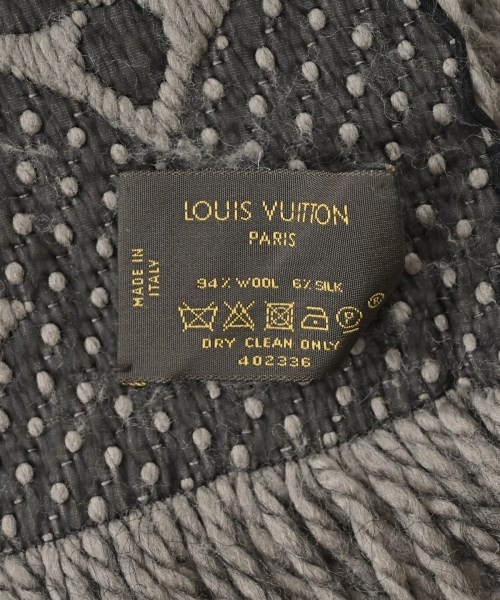 LOUIS VUITTON
PARIS
MADE IN
ITALY
94% WOOL 6% SILK
P ®
DRY CLEAN ONLY
402336